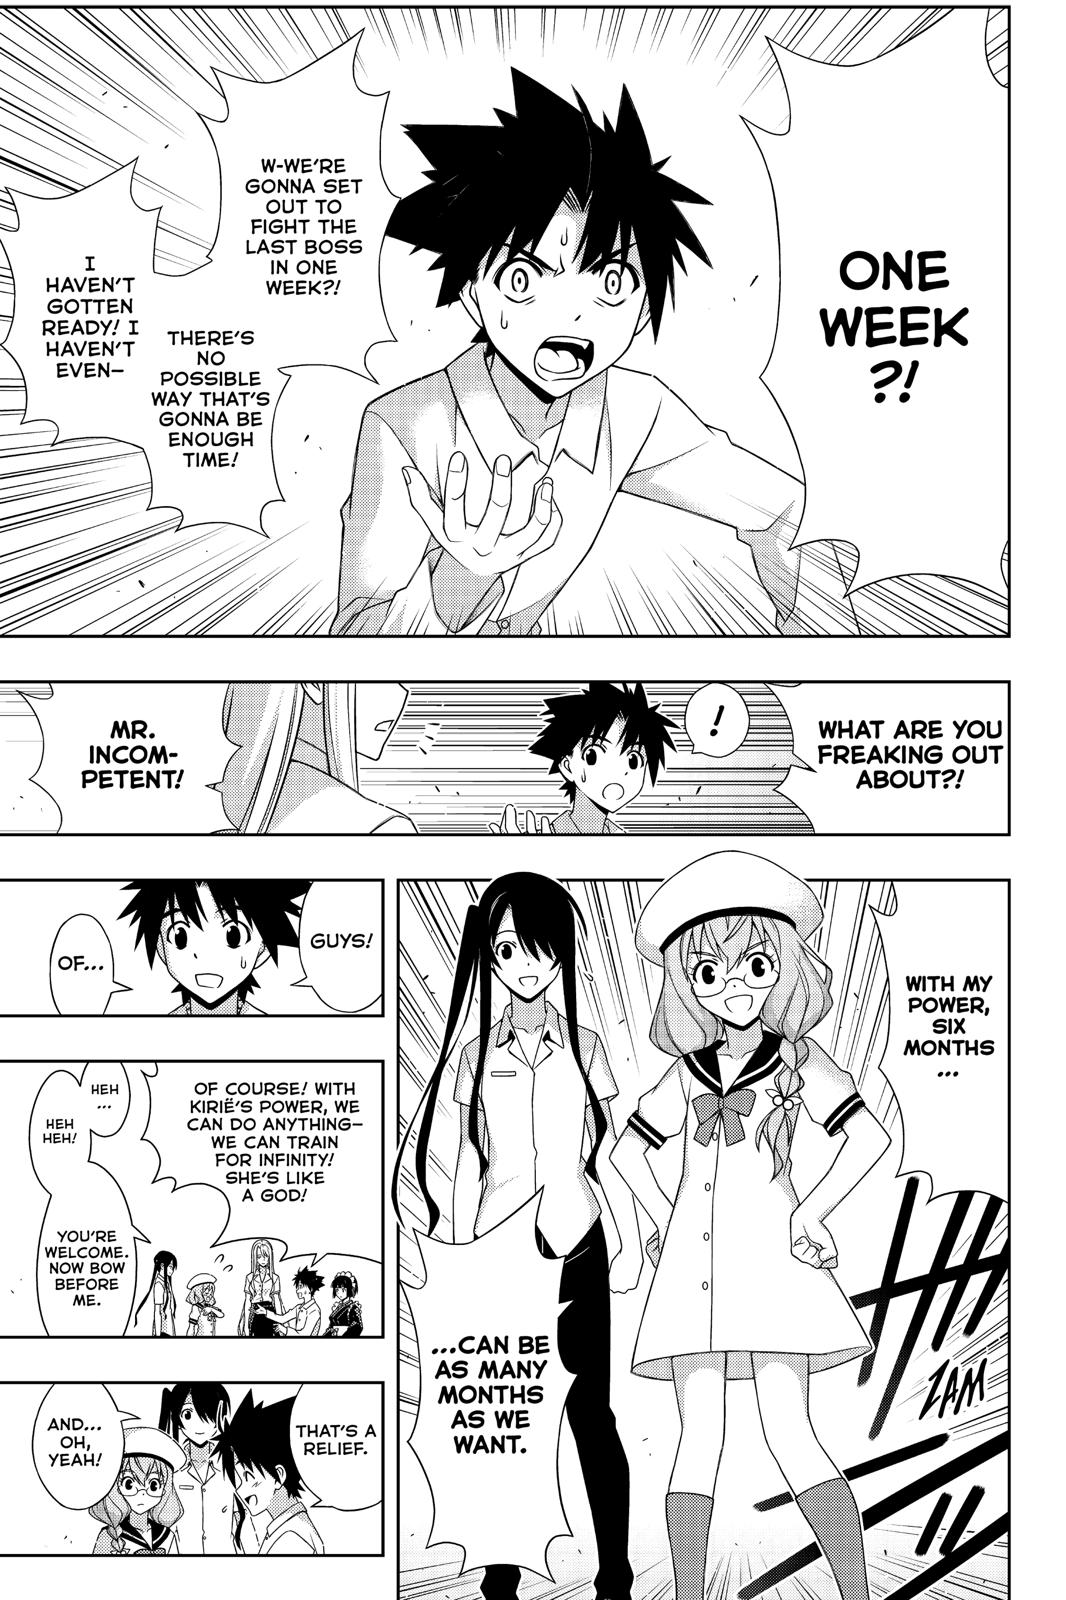 ONE
WEEK
?!
W-WE'RE
GONNA SET
OUT TO
FIGHT THE
LAST BOSS
IN ONE
WEEK?!
THERE'S
NO
POSSIBLE
WAY THAT'S
GONNA BE
ENOUGH
TIME!
I
HAVEN'T
GOTTEN
READY! I
HAVEN'T
EVEN–
WHAT ARE YOU
FREAKING OUT
ABOUT?!
!
MR.
INCOM-
PETENT!
WITH MY
POWER,
SIX
MONTHS
...
ZAM
...CAN BE
AS MANY
MONTHS
AS WE
WANT.
GUYS!
OF...
OF COURSE! WITH
KIRIË'S POWER, WE
CAN DO ANYTHING–
WE CAN TRAIN
FOR INFINITY!
SHE'S LIKE
A GOD!
HEH
...
HEH
HEH!
YOU'RE
WELCOME.
NOW BOW
BEFORE
ME.
THAT'S A
RELIEF.
AND...
OH,
YEAH!